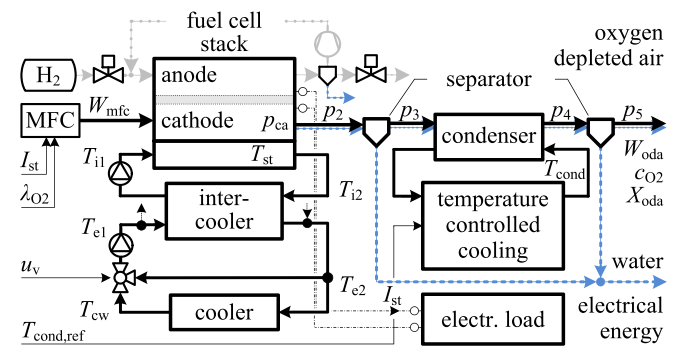 fuel cell
stack
oxygen
depleted air
H2
anode
separator
MFC
Wmfc
cathode
pca
p2
p3
condenser
p4
p5
Ist
λO2
Ti1
Tst
Ti2
Tcond
Woda
cO2
Xoda
inter-
cooler
temperature
controlled
cooling
Te1
uv
Te2
water
Tcw
cooler
Ist
electr. load
electrical
energy
Tcond,ref